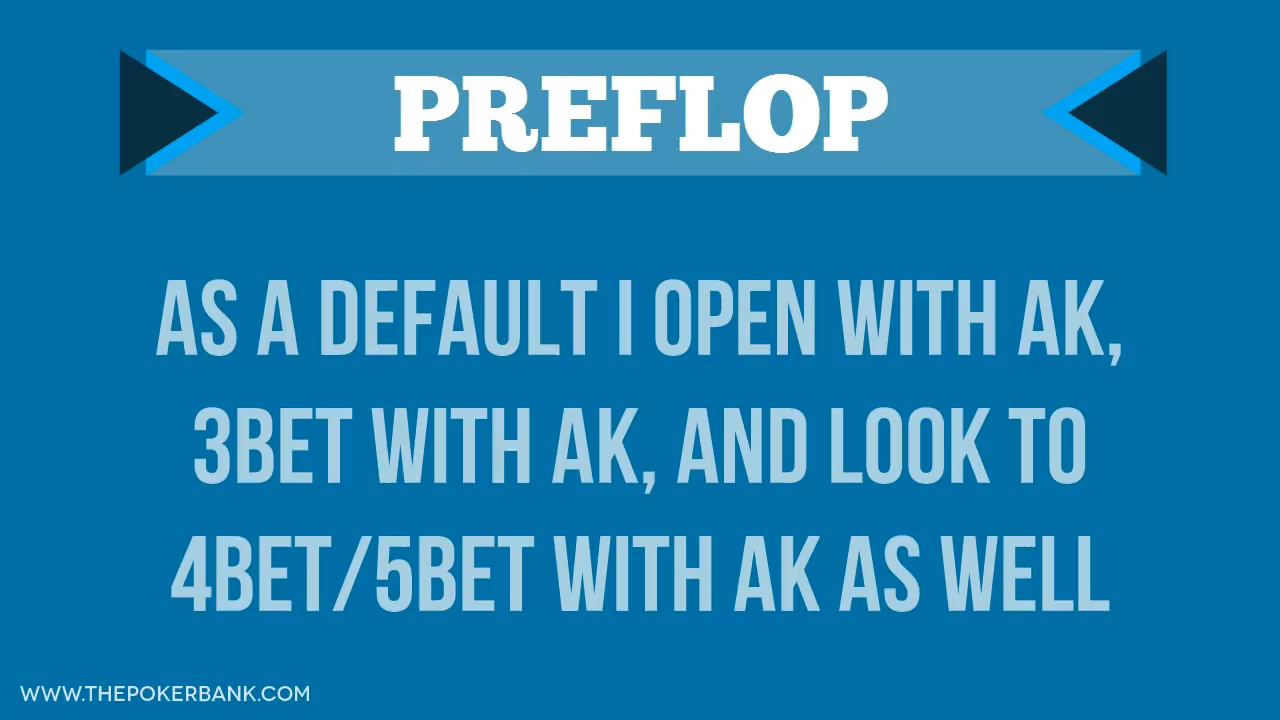 PREFLOP
AS A DEFAULT I OPEN WITH AK,
3BET WITH AK, AND LOOK TO
4BET/5BET WITH AK AS WELL
WWW.THEPOKERBANK.COM